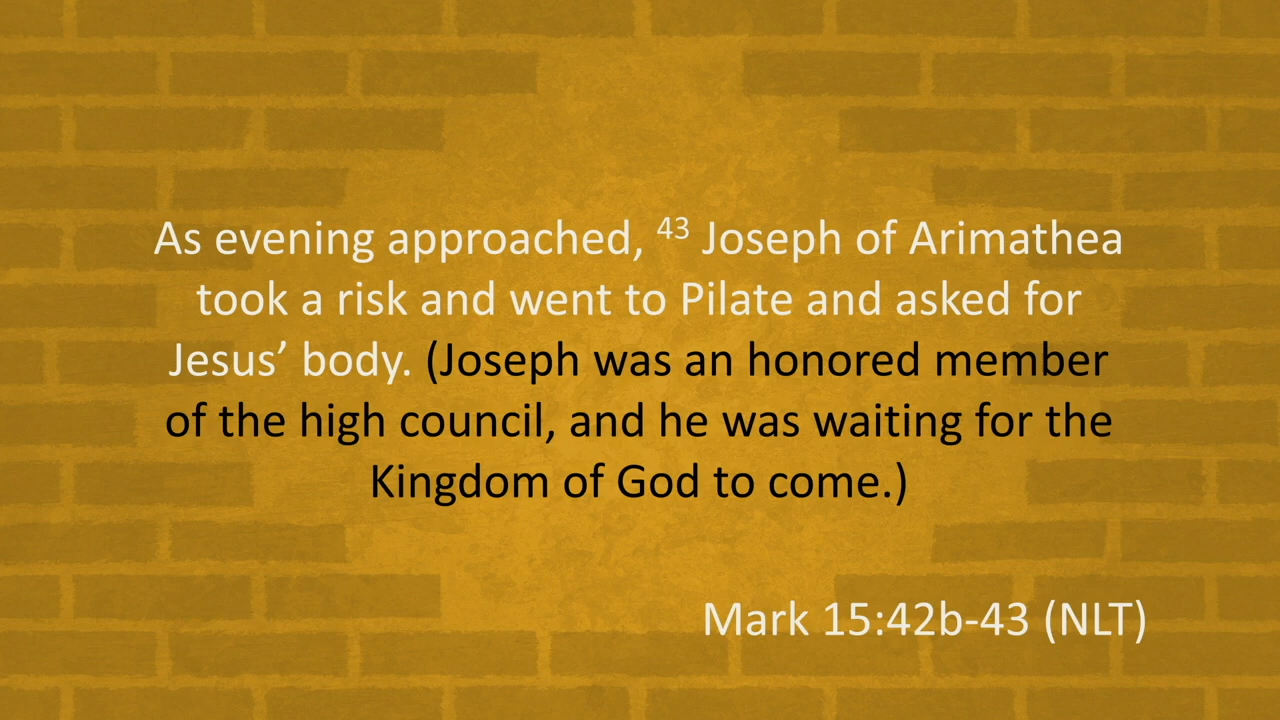 As evening approached, 43 Joseph of Arimathea
took a risk and went to Pilate and asked for
Jesus’ body. (Joseph was an honored member
of the high council, and he was waiting for the
Kingdom of God to come.)
Mark 15:42b-43 (NLT)